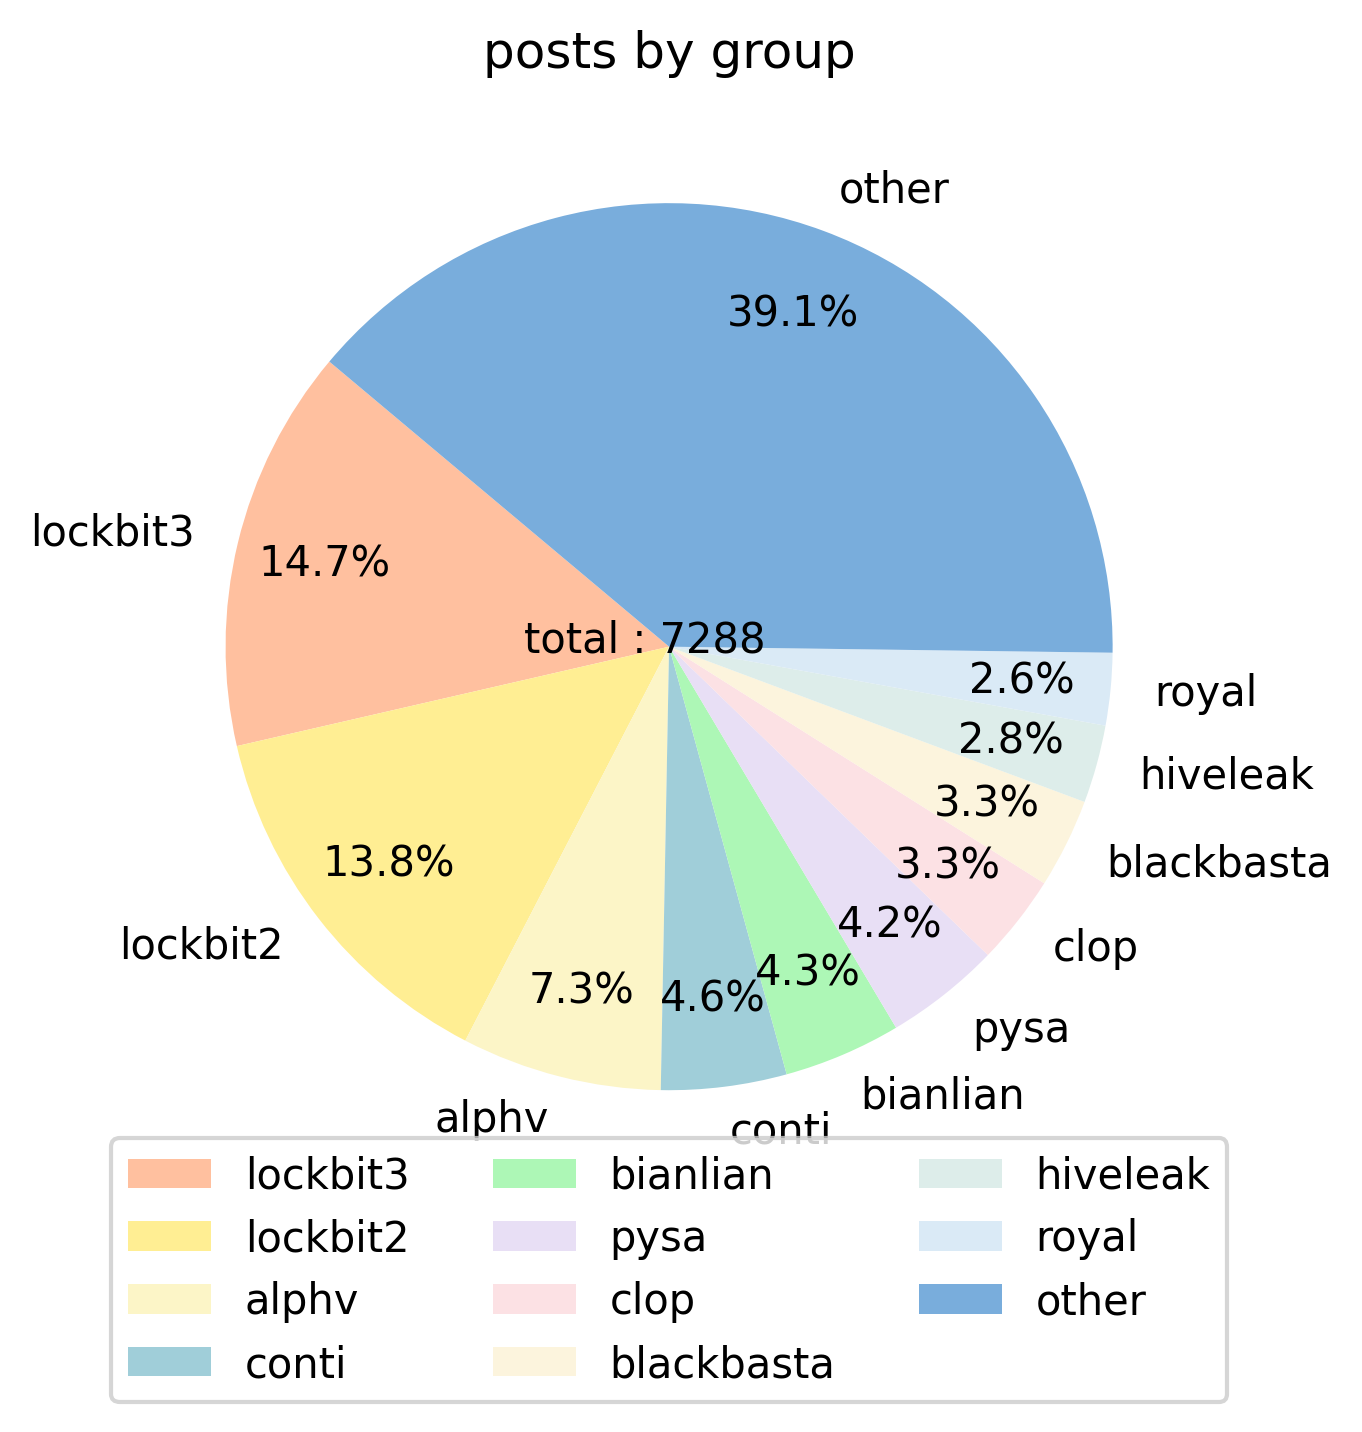 posts by group
other
39.1%
lockbit3
14.7%
total : 7288
2.6%
royal
2.8%
hiveleak
3.3%
blackbasta
13.8%
3.3%
lockbit2
4.2%
clop
7.3%
4.6%
4.3%
pysa
bianlian
alphv
conti
lockbit3
lockbit2
alphv
conti
bianlian
pysa
clop
blackbasta
hiveleak
royal
other